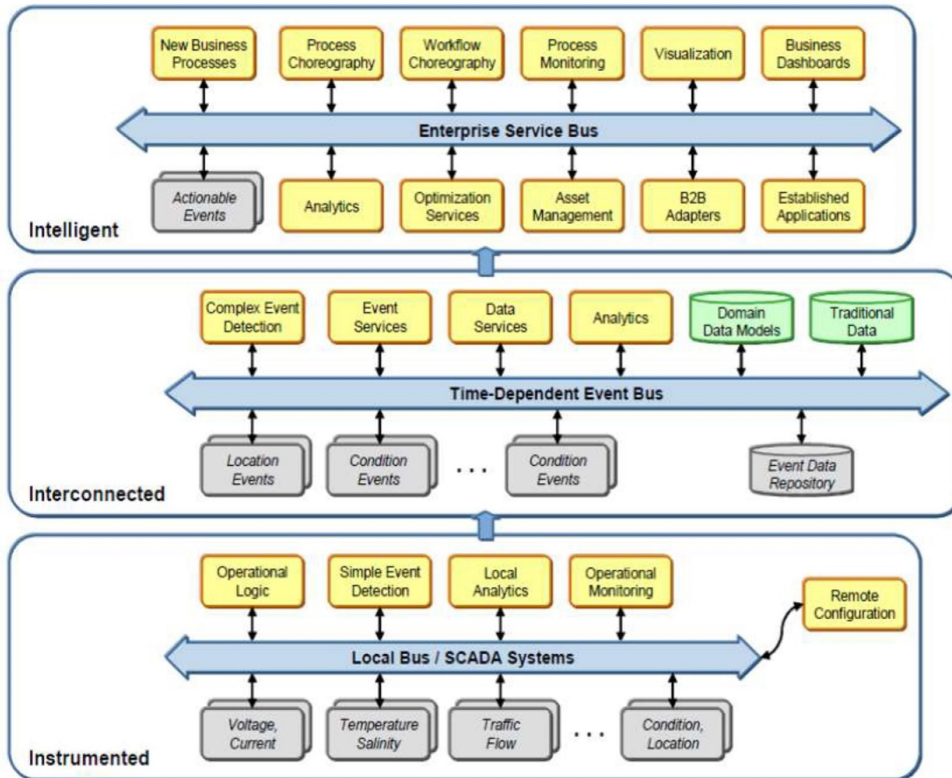 New Business
Processes
Process
Choreography
Workflow
Choreography
Process
Monitoring
Visualization
Business
Dashboards
Enterprise Service Bus
Actionable
Events
Analytics
Optimization
Services
Asset
Management
B2B
Adapters
Established
Applications
Intelligent
Complex Event
Detection
Event
Services
Data
Services
Analytics
Domain
Data Models
Traditional
Data
Time-Dependent Event Bus
Location
Events
Condition
Events
. . .
Condition
Events
Event Data
Repository
Interconnected
Operational
Logic
Simple Event
Detection
Local
Analytics
Operational
Monitoring
Remote
Configuration
Local Bus / SCADA Systems
Voltage,
Current
Temperature
Salinity
Traffic
Flow
. . .
Condition,
Location
Instrumented